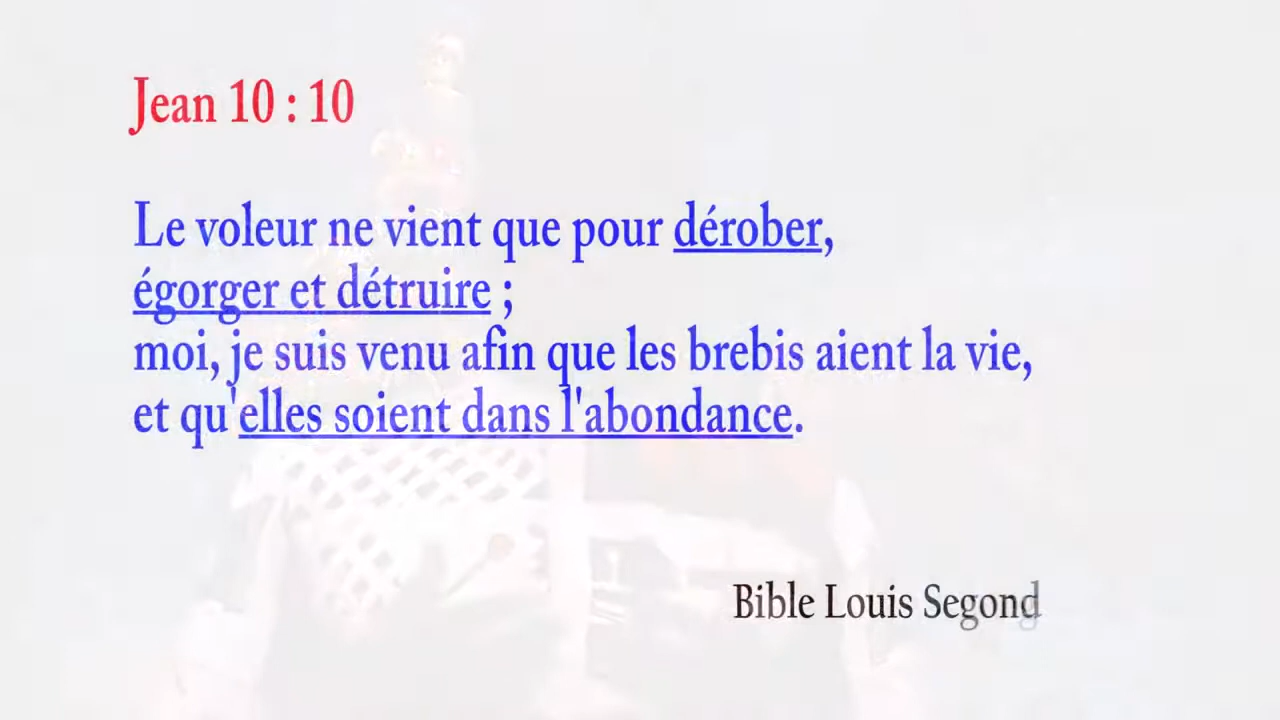 Jean 10 : 10
Le voleur ne vient que pour dérober,
égorger et détruire ;
moi, je suis venu afin que les brebis aient la vie,
et qu'elles soient dans l'abondance.
Bible Louis Segond